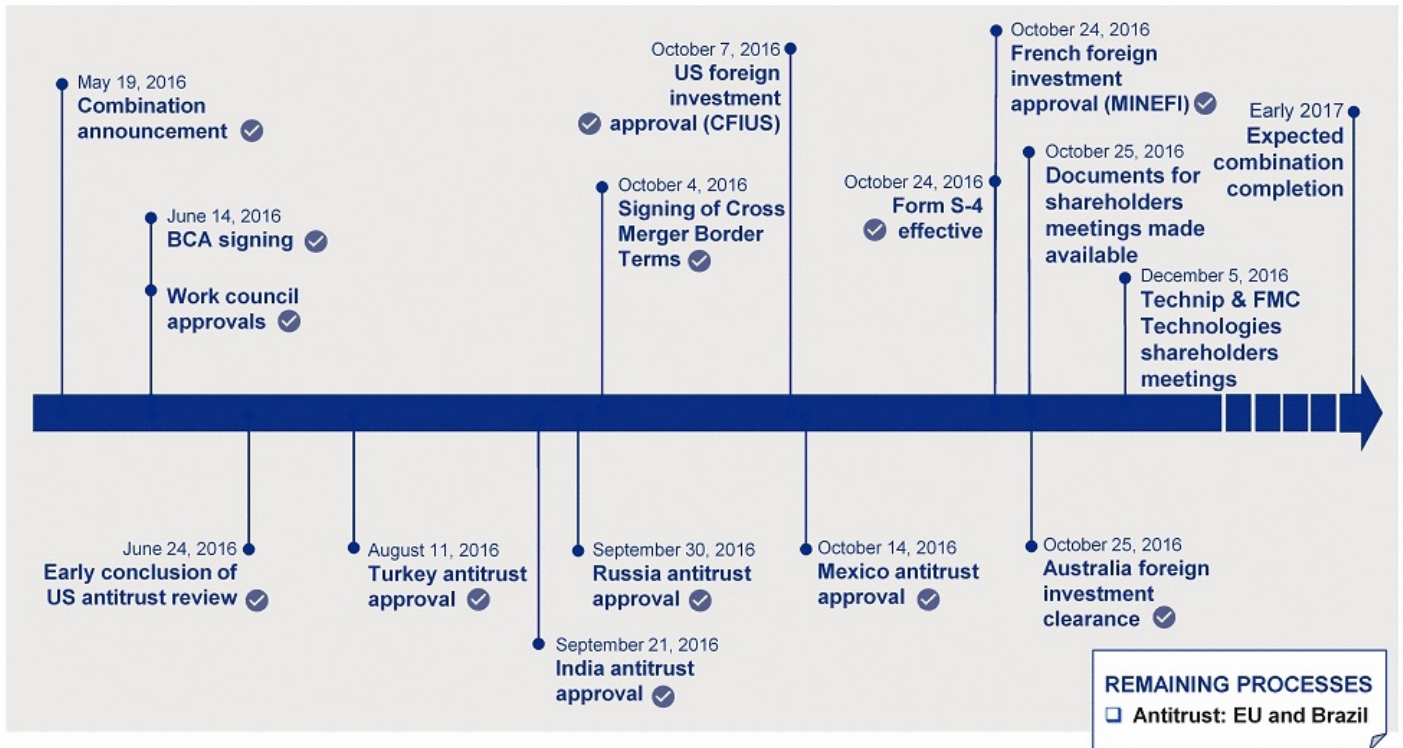 May 19, 2016
Combination
announcement
June 14, 2016
BCA signing
Work council
approvals
October 4, 2016
Signing of Cross
Merger Border
Terms
October 7, 2016
US foreign
investment
approval (CFIUS)
October 24, 2016
French foreign
investment
approval (MINEFI)
October 24, 2016
Form S-4
effective
October 25, 2016
Documents for
shareholders
meetings made
available
December 5, 2016
Technip & FMC
Technologies
shareholders
meetings
Early 2017
Expected
combination
completion
June 24, 2016
Early conclusion of
US antitrust review
August 11, 2016
Turkey antitrust
approval
September 21, 2016
India antitrust
approval
September 30, 2016
Russia antitrust
approval
October 14, 2016
Mexico antitrust
approval
October 25, 2016
Australia foreign
investment
clearance
REMAINING PROCESSES
Antitrust: EU and Brazil